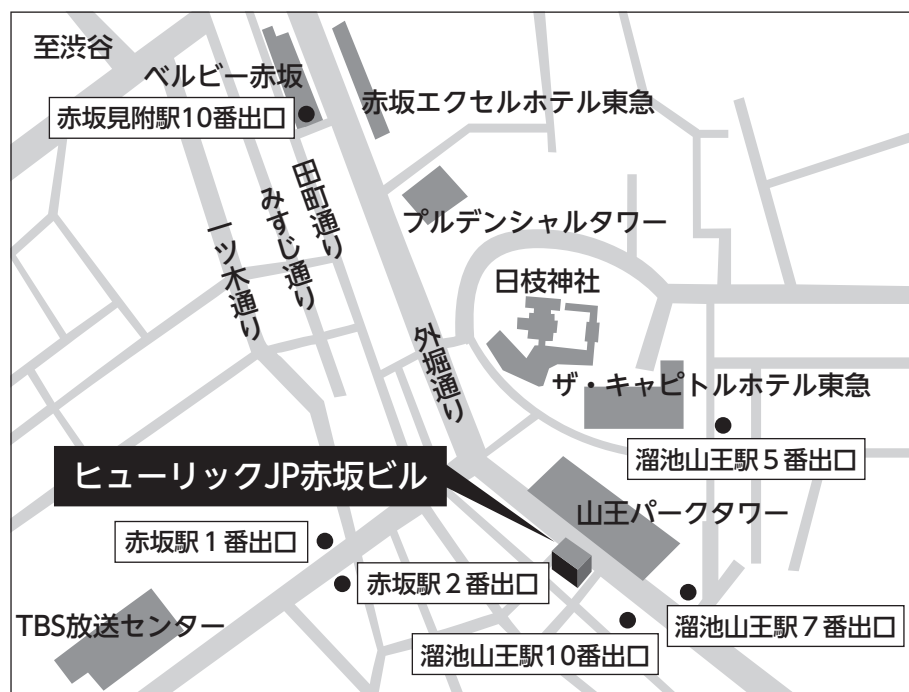 至渋谷
ベルビー赤坂
赤坂見附駅10番出口
赤坂エクセルホテル東急
田町通り
みすじ通り
一ツ木通り
プルデンシャルタワー
日枝神社
外堀通り
ザ・キャピトルホテル東急
溜池山王駅5番出口
ヒューリックJP赤坂ビル
山王パークタワー
赤坂駅1番出口
赤坂駅2番出口
TBS放送センター
溜池山王駅7番出口
溜池山王駅10番出口